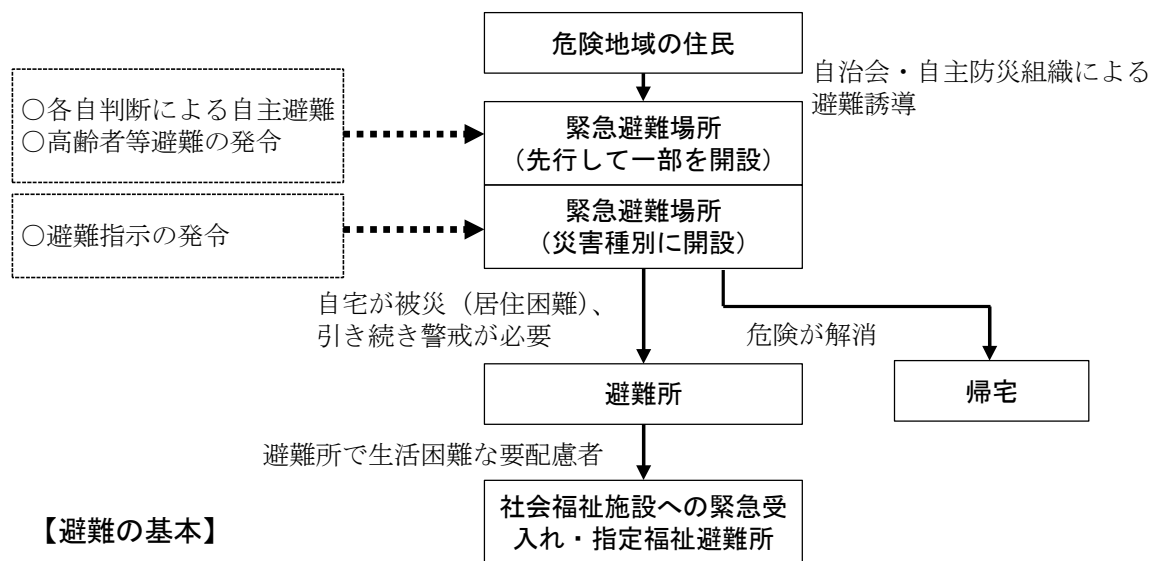 危険地域の住民
自治会・自主防災組織による
避難誘導
○各自判断による自主避難
○高齢者等避難の発令
緊急避難場所
（先行して一部を開設）
○避難指示の発令
緊急避難場所
（災害種別に開設）
自宅が被災（居住困難）、
引き続き警戒が必要
危険が解消
避難所
帰宅
避難所で生活困難な要配慮者
社会福祉施設への緊急受
入れ・指定福祉避難所
【避難の基本】